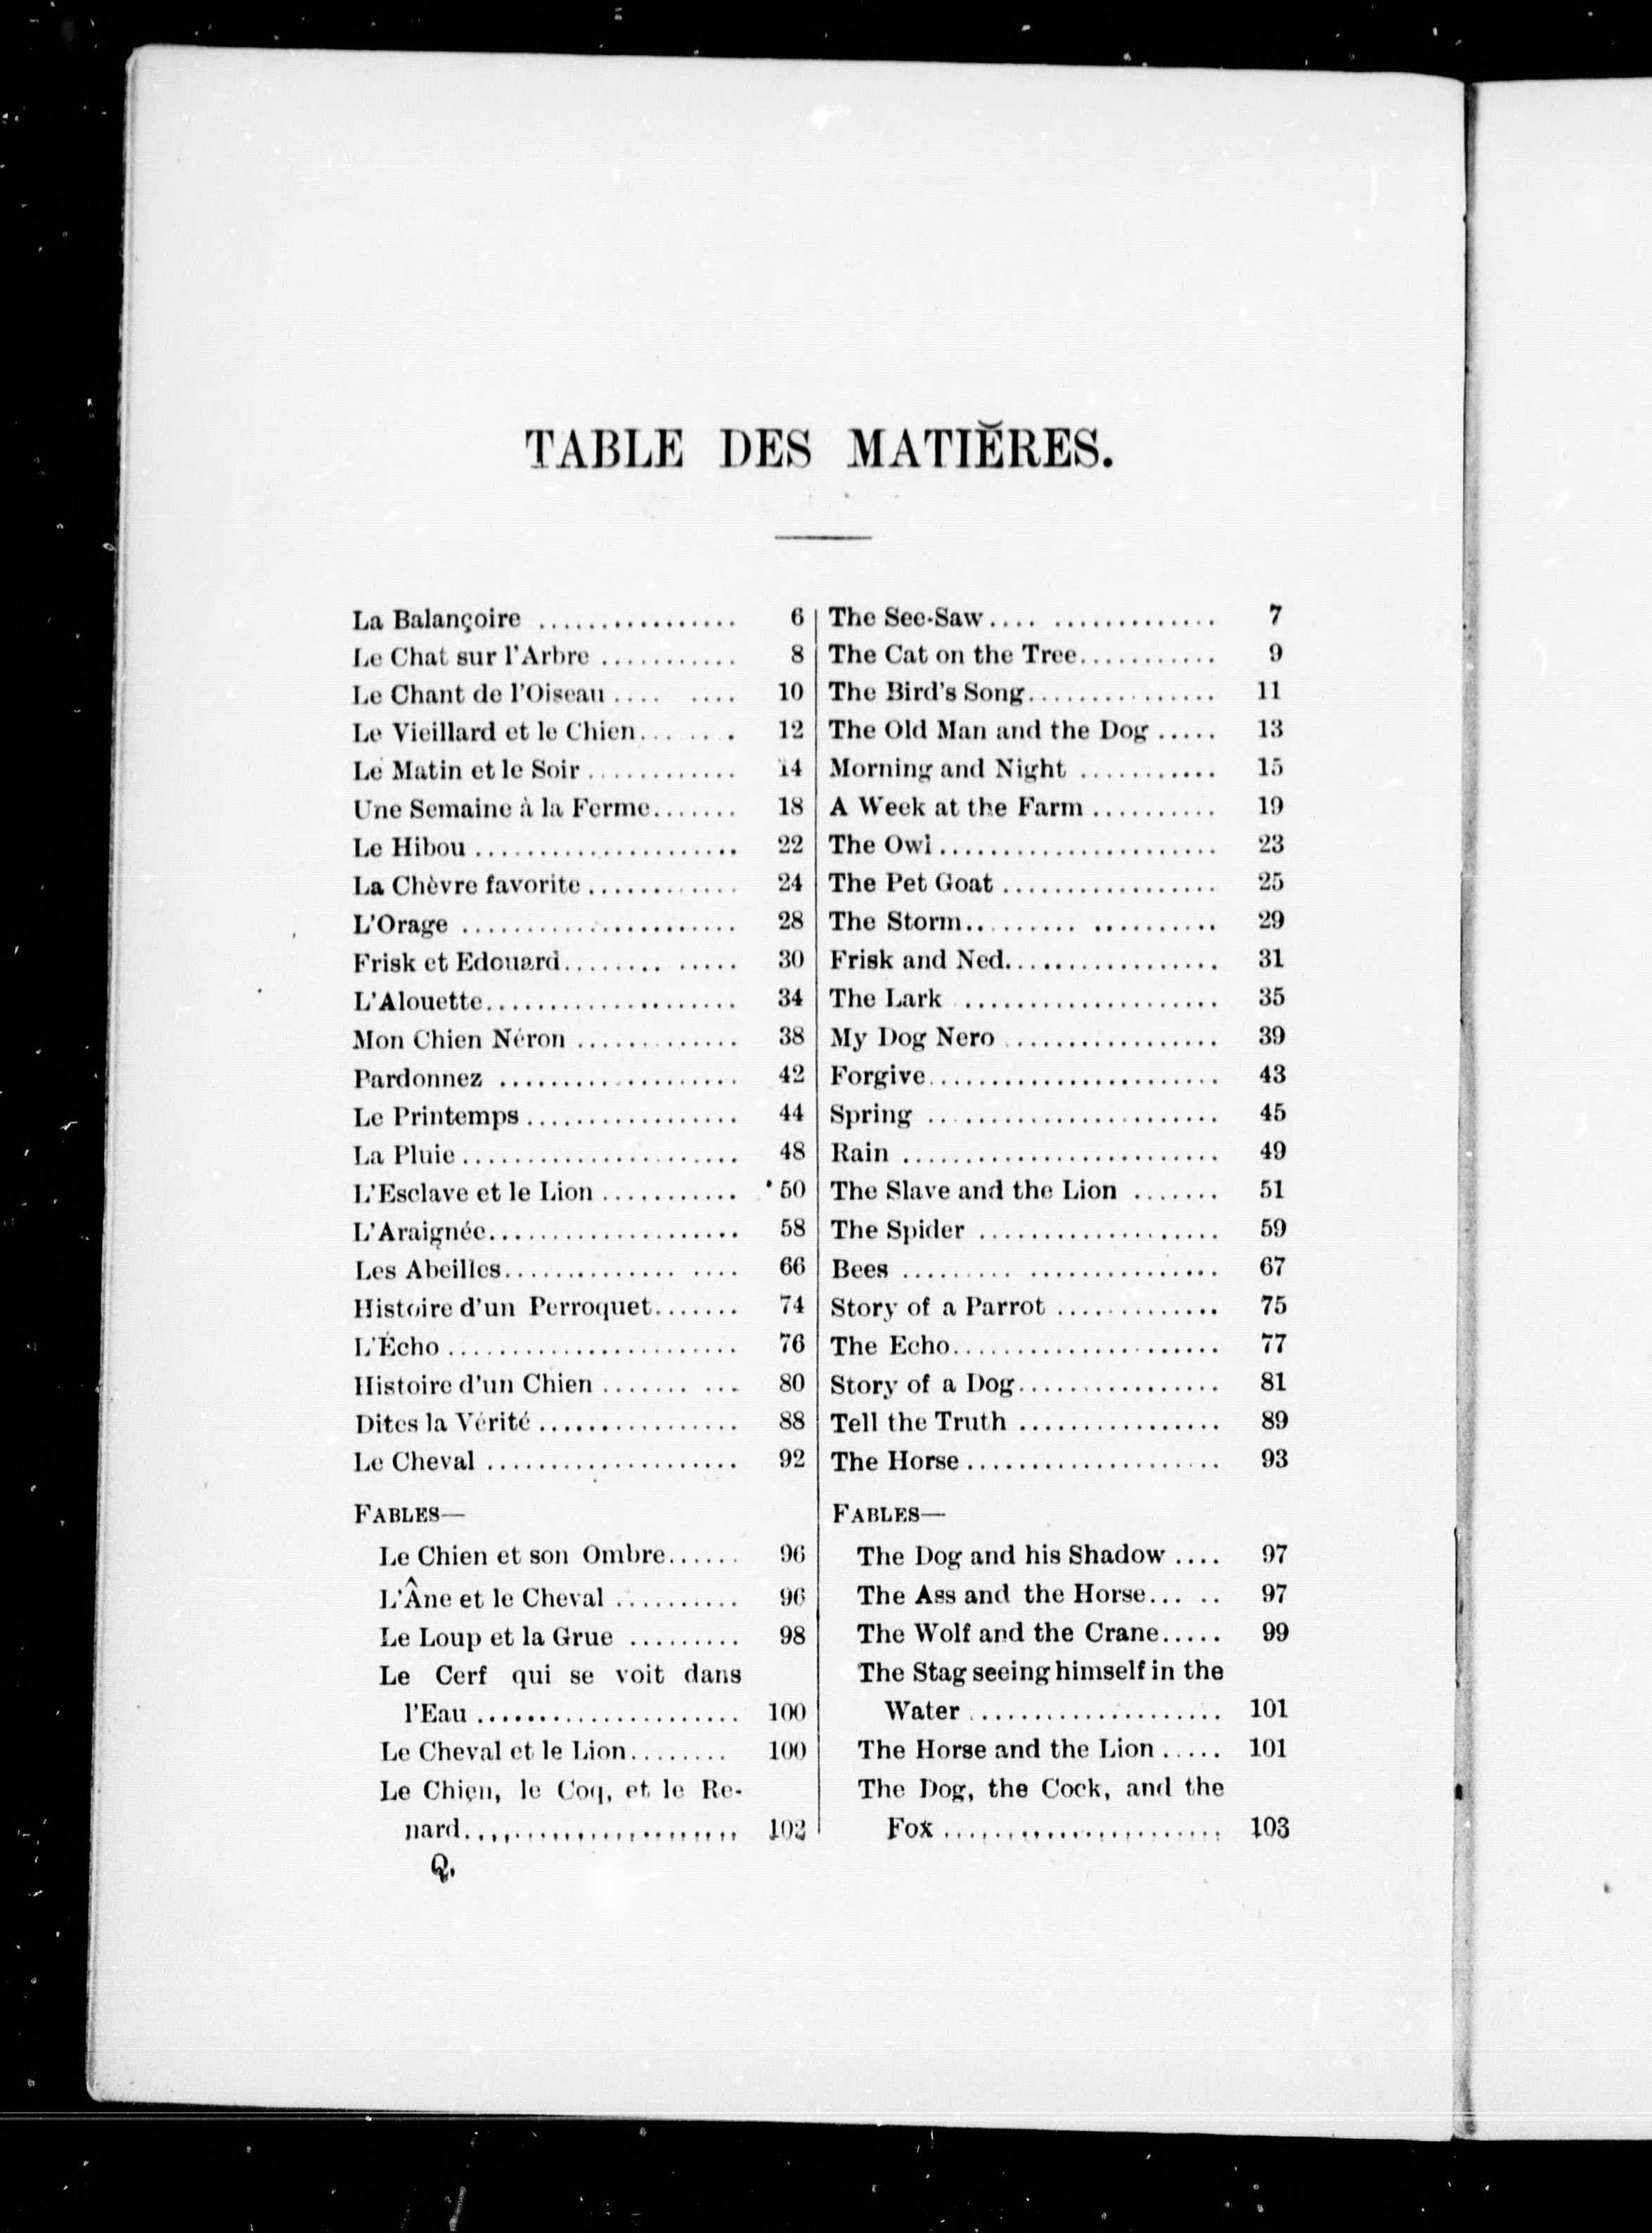 TABLE DES MATIÈRES.
La Balançoire ................ 6
Le Chat sur l'Arbre ........... 8
Le Chant de l'Oiseau .... .... 10
Le Vieillard et le Chien... ... . 12
Le Matin et le Soir ............ 14
Une Semaine à la Ferme....... 18
Le Hibou ..................... 22
La Chèvre favorite ............ 24
L'Orage ...................... 28
Frisk et Edouard........ ..... 30
L'Alouette.................... 34
Mon Chien Néron ............. 38
Pardonnez ................... 42
Le Printemps ................. 44
La Pluie ...................... 48
L'Esclave et le Lion ........... 50
L'Araignée.................... 58
Les Abeilles.............. .... 66
Histoire d'un Perroquet....... 74
L'Écho ....................... 76
Histoire d'un Chien ....... ... 80
Dites la Vérité ................ 88
Le Cheval .................... 92
FABLES—
Le Chien et son Ombre...... 96
L'Âne et le Cheval .......... 96
Le Loup et la Grue ......... 98
Le Cerf qui se voit dans
l'Eau ..................... 100
Le Cheval et le Lion........ 100
Le Chien, le Coq, et le Re-
nard...................... 102
Q.
The See-Saw .... ............. 7
The Cat on the Tree........... 9
The Bird's Song............... 11
The Old Man and the Dog ..... 13
Morning and Night ........... 15
A Week at the Farm .......... 19
The Owl...................... 23
The Pet Goat ................. 25
The Storm......... .......... 29
Frisk and Ned................. 31
The Lark .................... 35
My Dog Nero ................. 39
Forgive....................... 43
Spring ....................... 45
Rain ......................... 49
The Slave and the Lion ....... 51
The Spider ................... 59
Bees ......... ............... 67
Story of a Parrot ............. 75
The Echo..................... 77
Story of a Dog................ 81
Tell the Truth ................ 89
The Horse .................... 93
FABLES—
The Dog and his Shadow .... 97
The Ass and the Horse... .. 97
The Wolf and the Crane..... 99
The Stag seeing himself in the
Water .................... 101
The Horse and the Lion ..... 101
The Dog, the Cock, and the
Fox ...................... 103